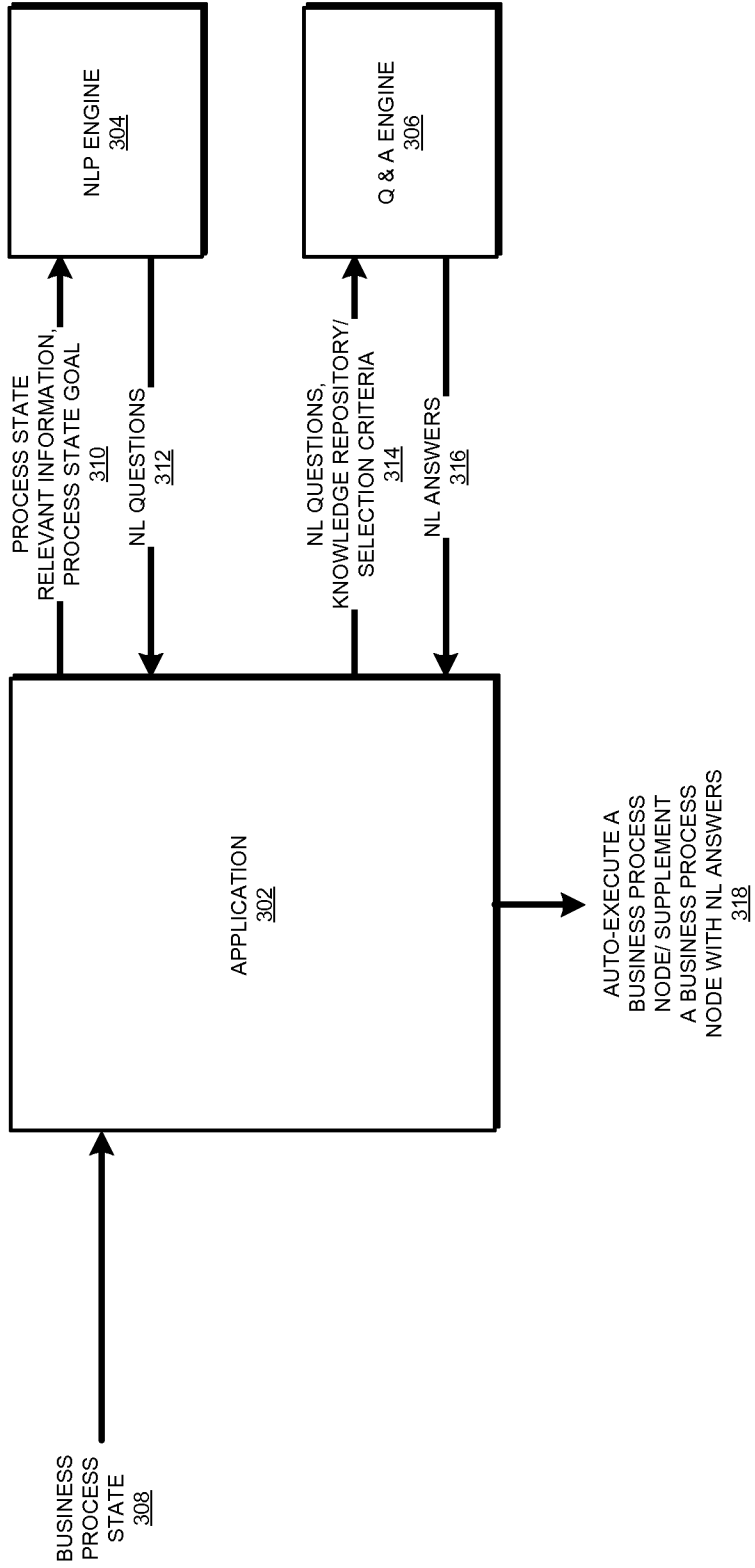 NLP ENGINE
304
Q & A ENGINE
306
PROCESS STATE
RELEVANT INFORMATION,
PROCESS STATE GOAL
310
NL QUESTIONS
312
NL QUESTIONS,
KNOWLEDGE REPOSITORY/
SELECTION CRITERIA
314
NL ANSWERS
316
APPLICATION
302
AUTO-EXECUTE A
BUSINESS PROCESS
NODE/ SUPPLEMENT
A BUSINESS PROCESS
NODE WITH NL ANSWERS
318
BUSINESS
PROCESS
STATE
308